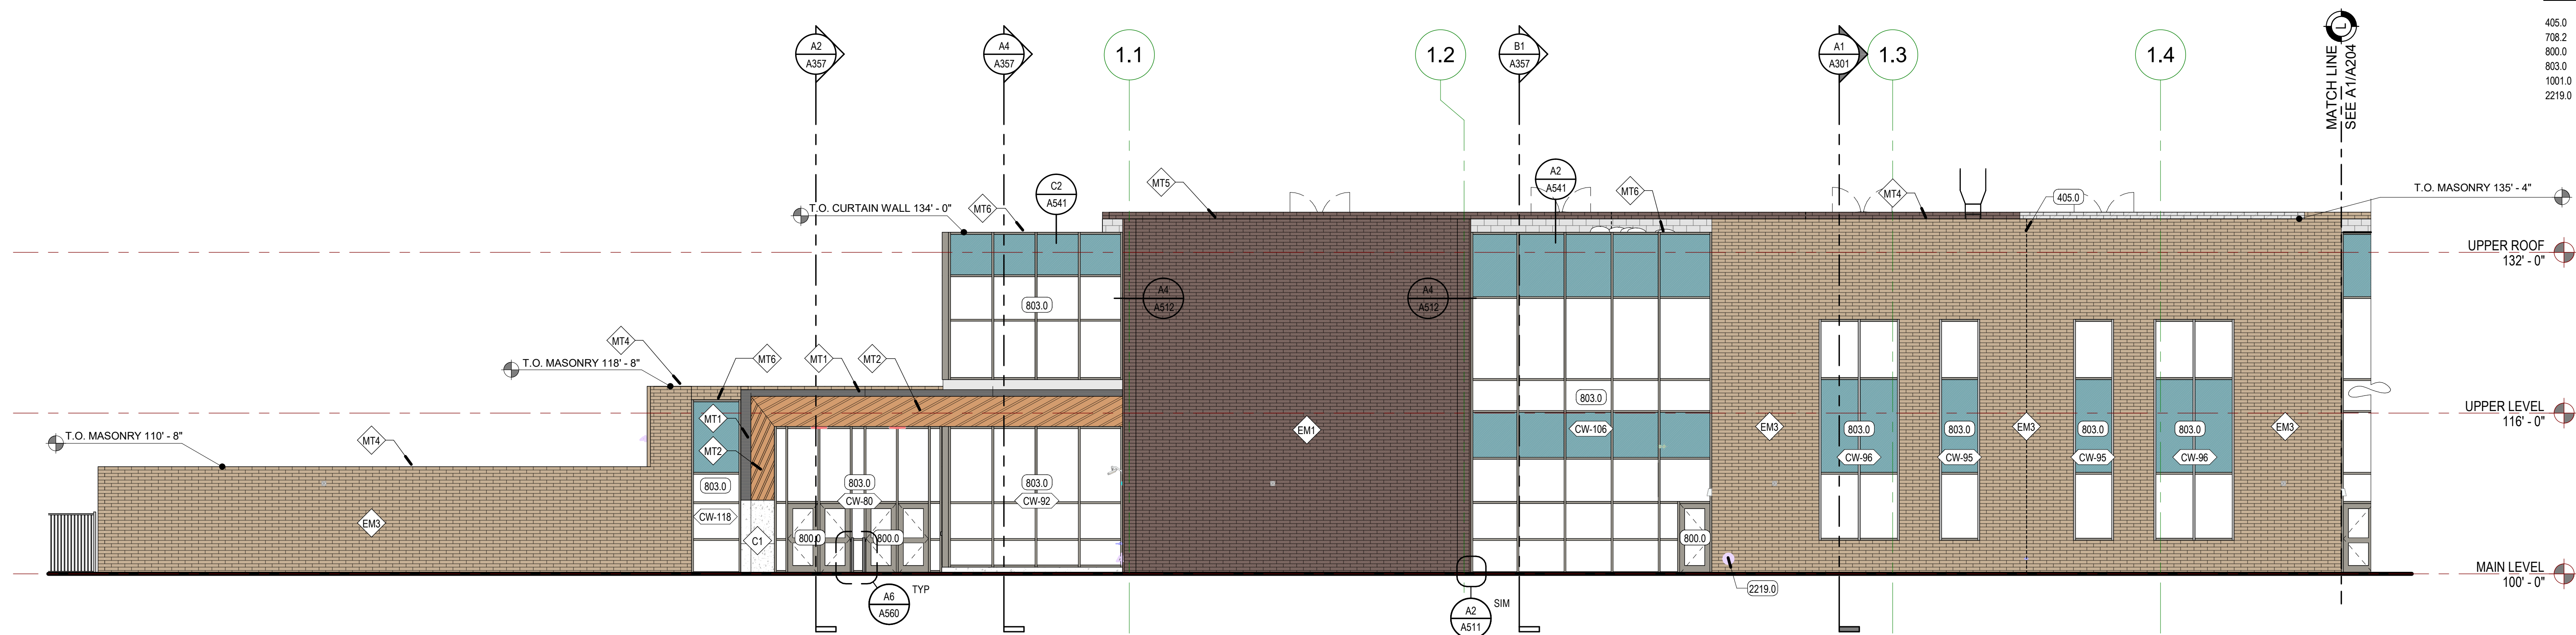 A2
A357
A4
A357
1.1
1.2
B1
A357
A1
A301
1.3
1.4
L
MATCH LINE
SEE A1/A204
405.0
708.2
800.0
803.0
1001.0
2219.0
T.O. CURTAIN WALL 134' - 0"
MT6
C2
A541
MT5
A2
A541
MT6
MT4
405.0
T.O. MASONRY 135' - 4"
UPPER ROOF
132' - 0"
803.0
A4
A512
A4
A512
MT4
T.O. MASONRY 118' - 8"
MT6
MT1
MT2
803.0
UPPER LEVEL
116' - 0"
T.O. MASONRY 110' - 8"
MT4
MT1
MT2
EM1
CW-106
EM3
803.0
803.0
EM3
803.0
803.0
EM3
CW-96
CW-95
CW-95
CW-96
803.0
803.0
803.0
CW-80
CW-92
EM3
CW-118
C1
800.0
800.0
800.0
MAIN LEVEL
100' - 0"
2219.0
A6
A560
TYP
A2
A511
SIM